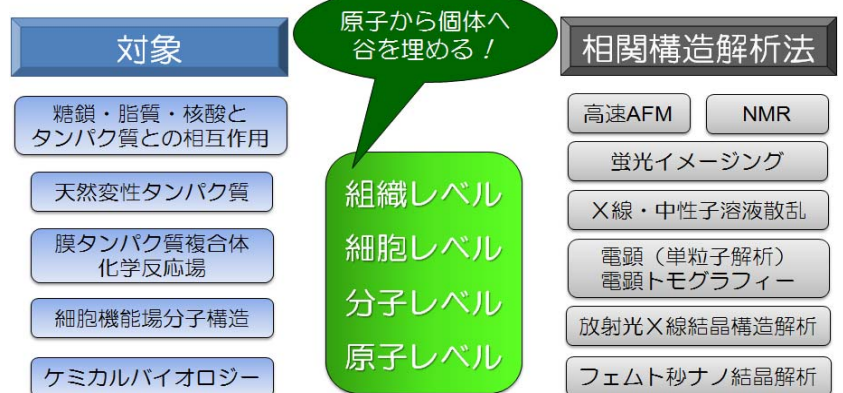 対象
糖鎖・脂質・核酸と
タンパク質との相互作用
天然変性タンパク質
膜タンパク質複合体
化学反応場
細胞機能場分子構造
ケミカルバイオロジー
原子から個体へ
谷を埋める！
組織レベル
細胞レベル
分子レベル
原子レベル
相関構造解析法
高速AFM
NMR
蛍光イメージング
X線・中性子溶液散乱
電顕（単粒子解析）
電顕トモグラフィー
放射光X線結晶構造解析
フェムト秒ナノ結晶解析